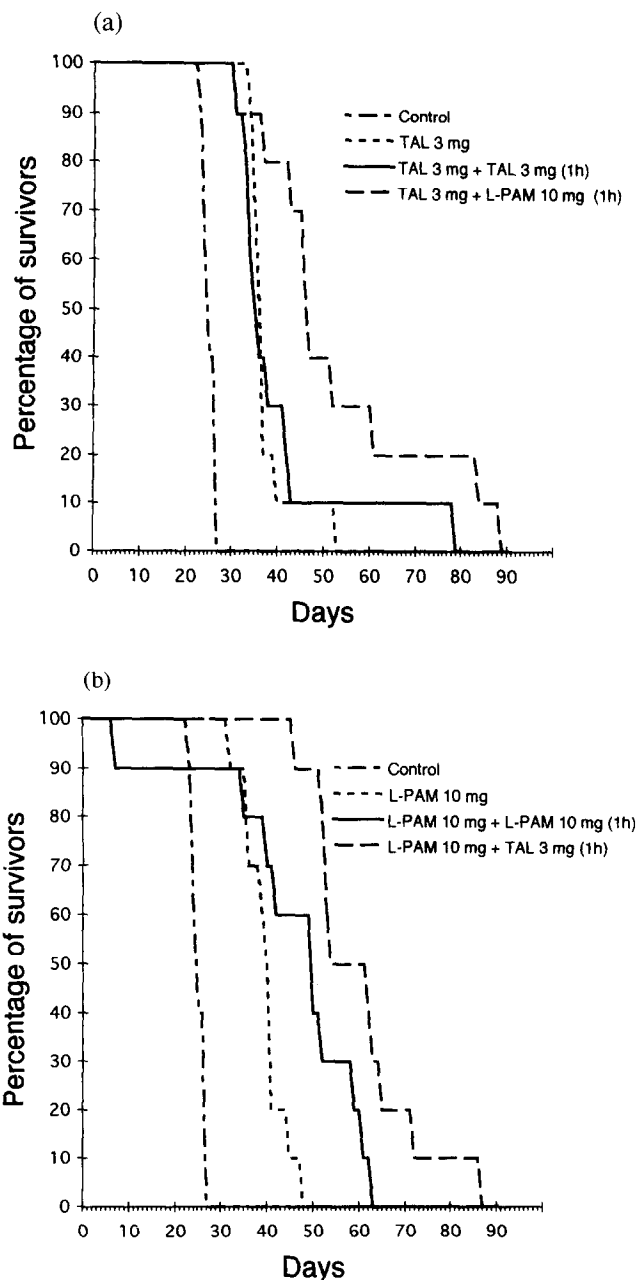 (a)
Percentage of survivors
100
90
80
70
60
50
40
30
20
10
0
Control
TAL 3 mg
TAL 3 mg + TAL 3 mg (1h)
TAL 3 mg + L-PAM 10 mg (1h)
0 10 20 30 40 50 60 70 80 90
Days
(b)
Percentage of survivors
100
90
80
70
60
50
40
30
20
10
0
Control
L-PAM 10 mg
L-PAM 10 mg + L-PAM 10 mg (1h)
L-PAM 10 mg + TAL 3 mg (1h)
0 10 20 30 40 50 60 70 80 90
Days